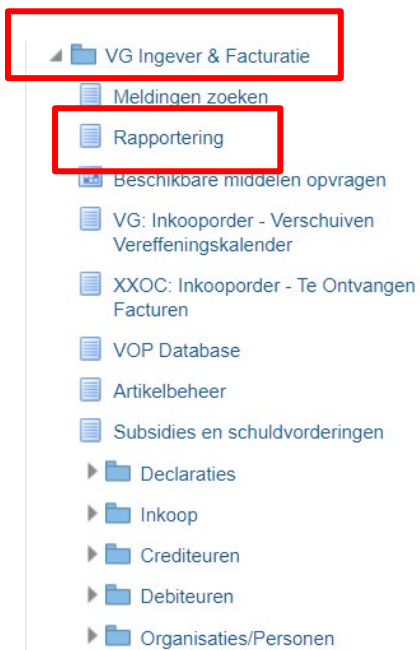 VG Ingever & Facturatie
Meldingen zoeken
Rapportering
Beschikbare middelen opvragen
VG: Inkooporder - Verschuiven
Vereffeningskalender
XXOC: Inkooporder - Te Ontvangen
Facturen
VOP Database
Artikelbeheer
Subsidies en schuldvorderingen
Declaraties
Inkoop
Crediteuren
Debiteuren
Organisaties/Personen